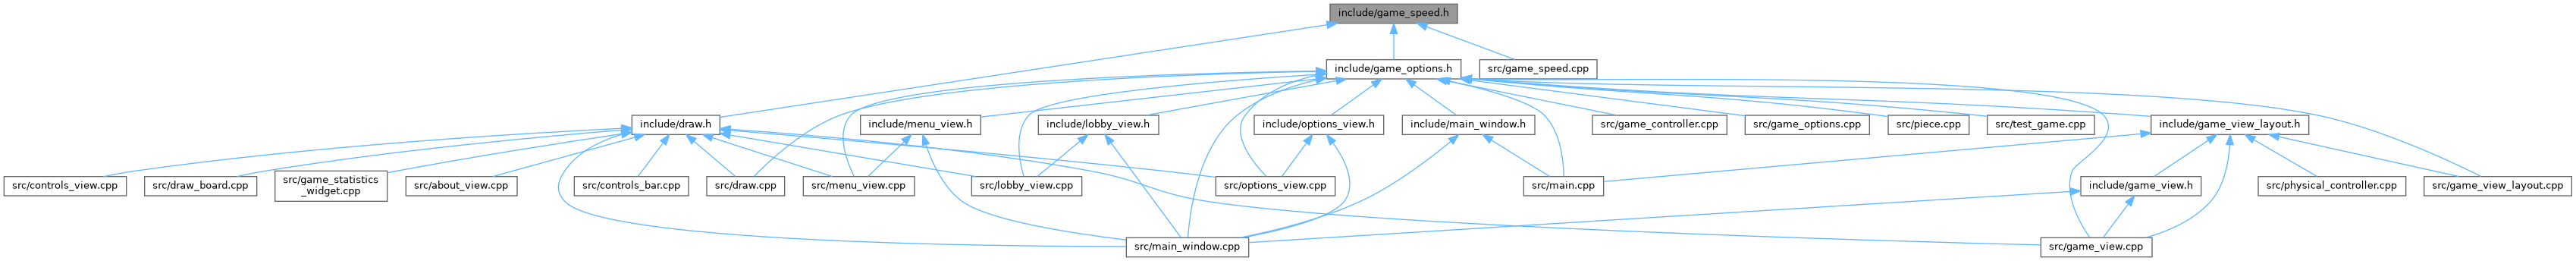 include/game_speed.h
include/game_options.h
src/game_speed.cpp
include/draw.h
include/menu_view.h
include/lobby_view.h
include/options_view.h
include/main_window.h
src/game_controller.cpp
src/game_options.cpp
src/piece.cpp
src/test_game.cpp
include/game_view_layout.h
src/controls_view.cpp
src/draw_board.cpp
src/game_statistics
_widget.cpp
src/about_view.cpp
src/controls_bar.cpp
src/draw.cpp
src/menu_view.cpp
src/lobby_view.cpp
src/options_view.cpp
src/main.cpp
include/game_view.h
src/physical_controller.cpp
src/game_view_layout.cpp
src/main_window.cpp
src/game_view.cpp